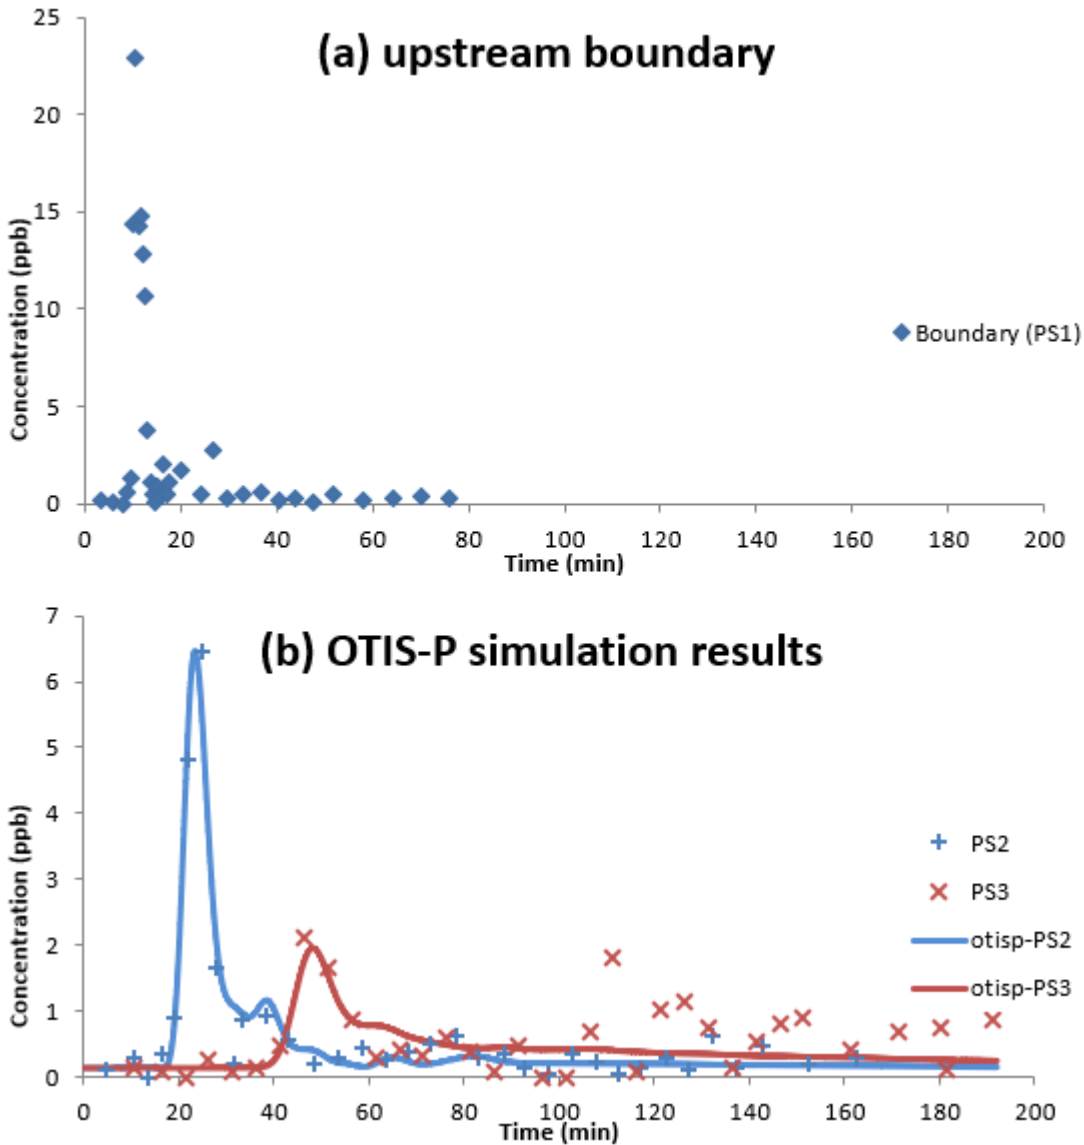 (a) upstream boundary
25
20
15
10
5
0
Concentration (ppb)
Boundary (PS1)
0 20 40 60 80 100 120 140 160 180 200
Time (min)
(b) OTIS-P simulation results
7
6
5
4
3
2
1
0
Concentration (ppb)
PS2
PS3
otisp-PS2
otisp-PS3
0 20 40 60 80 100 120 140 160 180 200
Time (min)